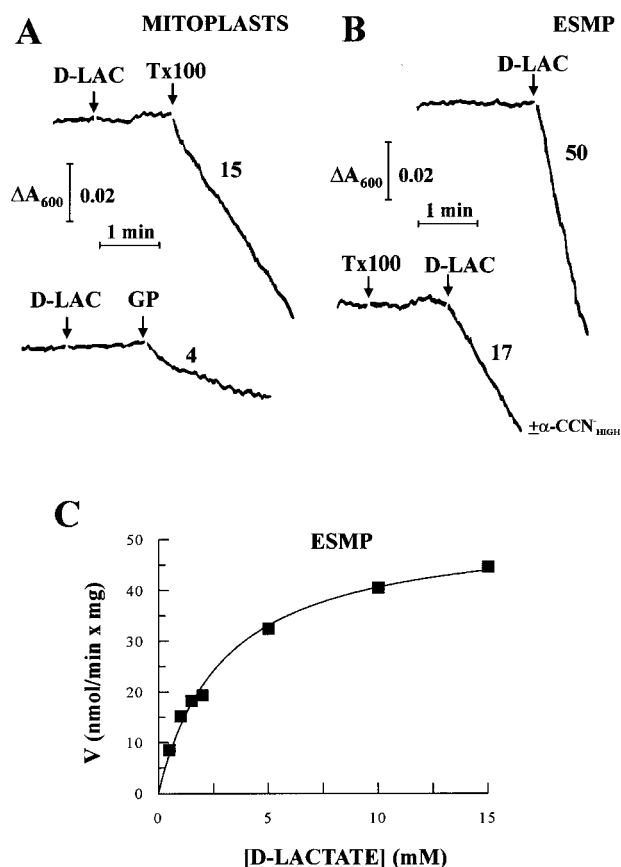 A
MITOPLASTS
D-LAC
Tx100
15
ΔA600
0.02
1 min
D-LAC
GP
4
B
ESMP
D-LAC
50
ΔA600
0.02
1 min
Tx100
D-LAC
17
±α-CCN-HIGH
C
ESMP
V (nmol/min x mg)
50
40
30
20
10
0
0
5
10
15
[D-LACTATE] (mM)